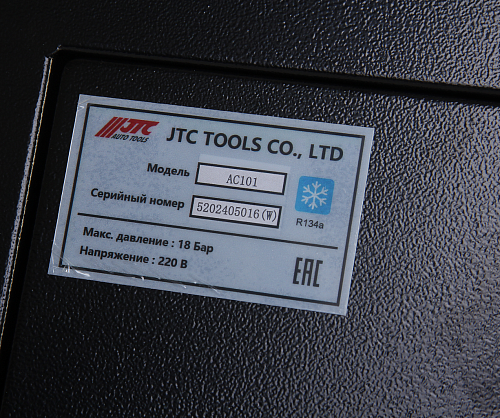 JTC
AUTO TOOLS
JTC TOOLS CO., LTD
Модель AC101
Серийный номер 5202405016(W)
R134a
Макс. давление : 18 Бар
Напряжение : 220 В
EAC